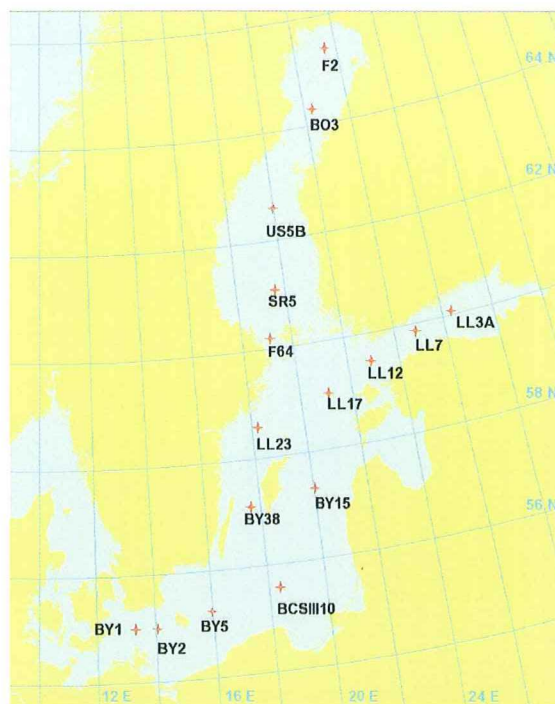 F2
64 N
BO3
62 N
US5B
SR5
LL3A
F64
LL7
LL12
58 N
LL17
LL23
BY15
BY38
56 N
BCSIII10
BY1
BY2
BY5
12 E
16 E
20 E
24 E